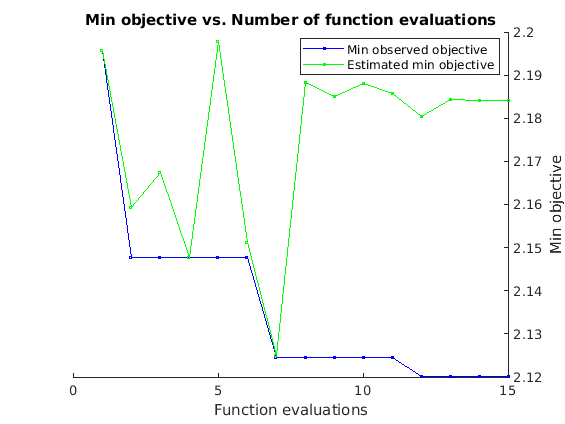 Min objective vs. Number of function evaluations
Min observed objective
Estimated min objective
2.2
2.19
2.18
2.17
2.16
2.15
2.14
2.13
2.12
Min objective
0
5
10
15
Function evaluations